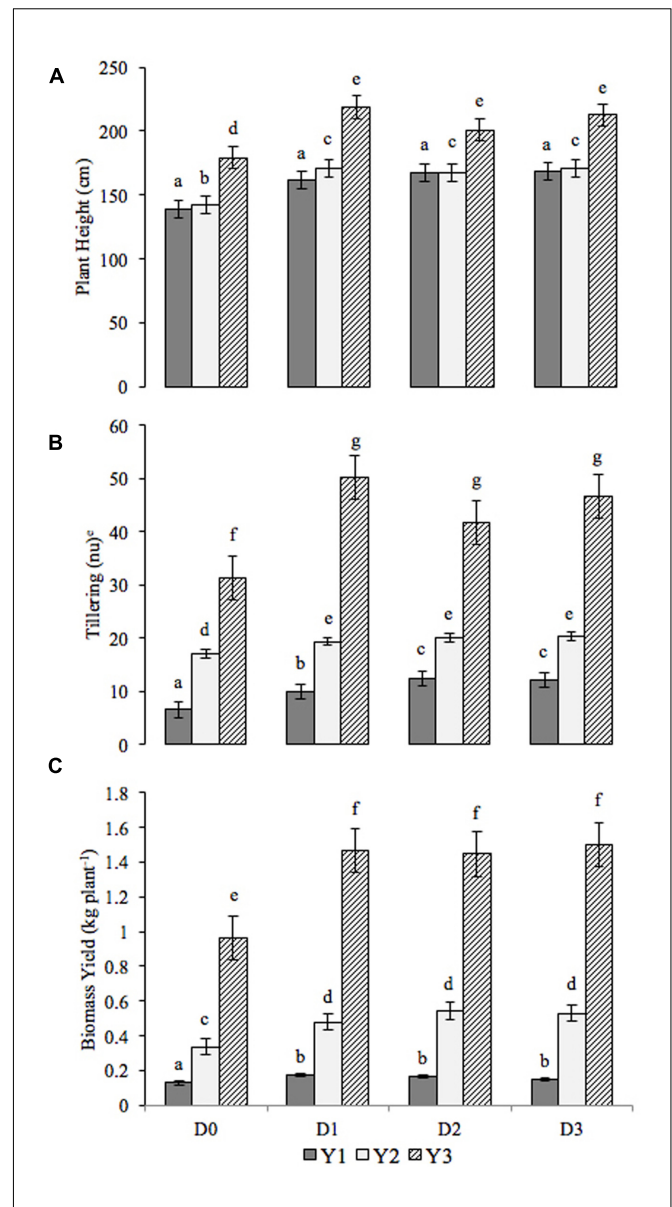 A
250
200
150
100
50
0
Plant Height (cm)
a b d
a c e
a c e
a c e
B
60
50
40
30
20
10
0
Tillering (nu)ᶜ
a d f
b e g
c e g
c e g
C
1.8
1.6
1.4
1.2
1
0.8
0.6
0.4
0.2
0
Biomass Yield (kg plant⁻¹)
a c e
b d f
b d f
b d f
D0 D1 D2 D3
Y1 Y2 Y3